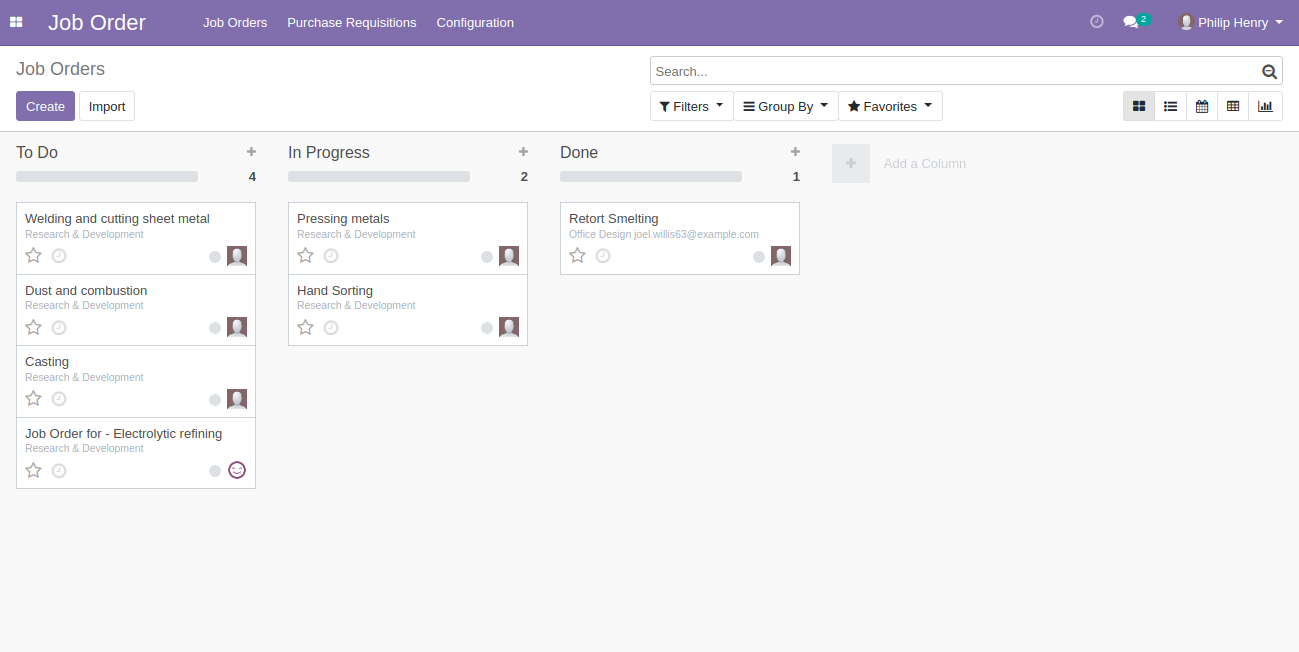 Job Order
Job Orders
Purchase Requisitions
Configuration
2
Philip Henry
Job Orders
Search...
Create
Import
Filters
Group By
Favorites
To Do
4
Welding and cutting sheet metal
Research & Development
Dust and combustion
Research & Development
Casting
Research & Development
Job Order for - Electrolytic refining
Research & Development
In Progress
2
Pressing metals
Research & Development
Hand Sorting
Research & Development
Done
1
Retort Smelting
Office Design joel.willis63@example.com
Add a Column